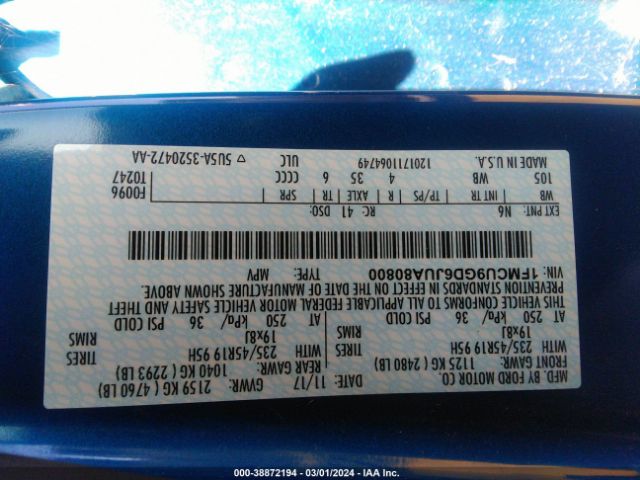 MFD. BY FORD MOTOR CO.
DATE: 11/17 GVWR: 2159 KG ( 4760 LB)
FRONT GAWR: 1125 KG ( 2480 LB) REAR GAWR: 1040 KG ( 2293 LB)
WITH 235/45R19 95H TIRES WITH 235/45R19 95H TIRES
19x8J RIMS 19x8J RIMS
AT 250 kPa/ 36 PSI COLD AT 250 kPa/ 36 PSI COLD
THIS VEHICLE CONFORMS TO ALL APPLICABLE FEDERAL MOTOR VEHICLE SAFETY AND THEFT
PREVENTION STANDARDS IN EFFECT ON THE DATE OF MANUFACTURE SHOWN ABOVE.
VIN: 1FMCU9GD6JUA80800 TYPE: MPV
EXT PNT: N6 RC: 41 DSO:
WB INT TR TP/PS R AXLE TR SPR F0096
105 WB 4 35 6 CCCC T0247
MADE IN U.S.A. 1201711064749 ULC ▽ 5U5A-3520472-AA
000-38872194 - 03/01/2024 - IAA Inc.